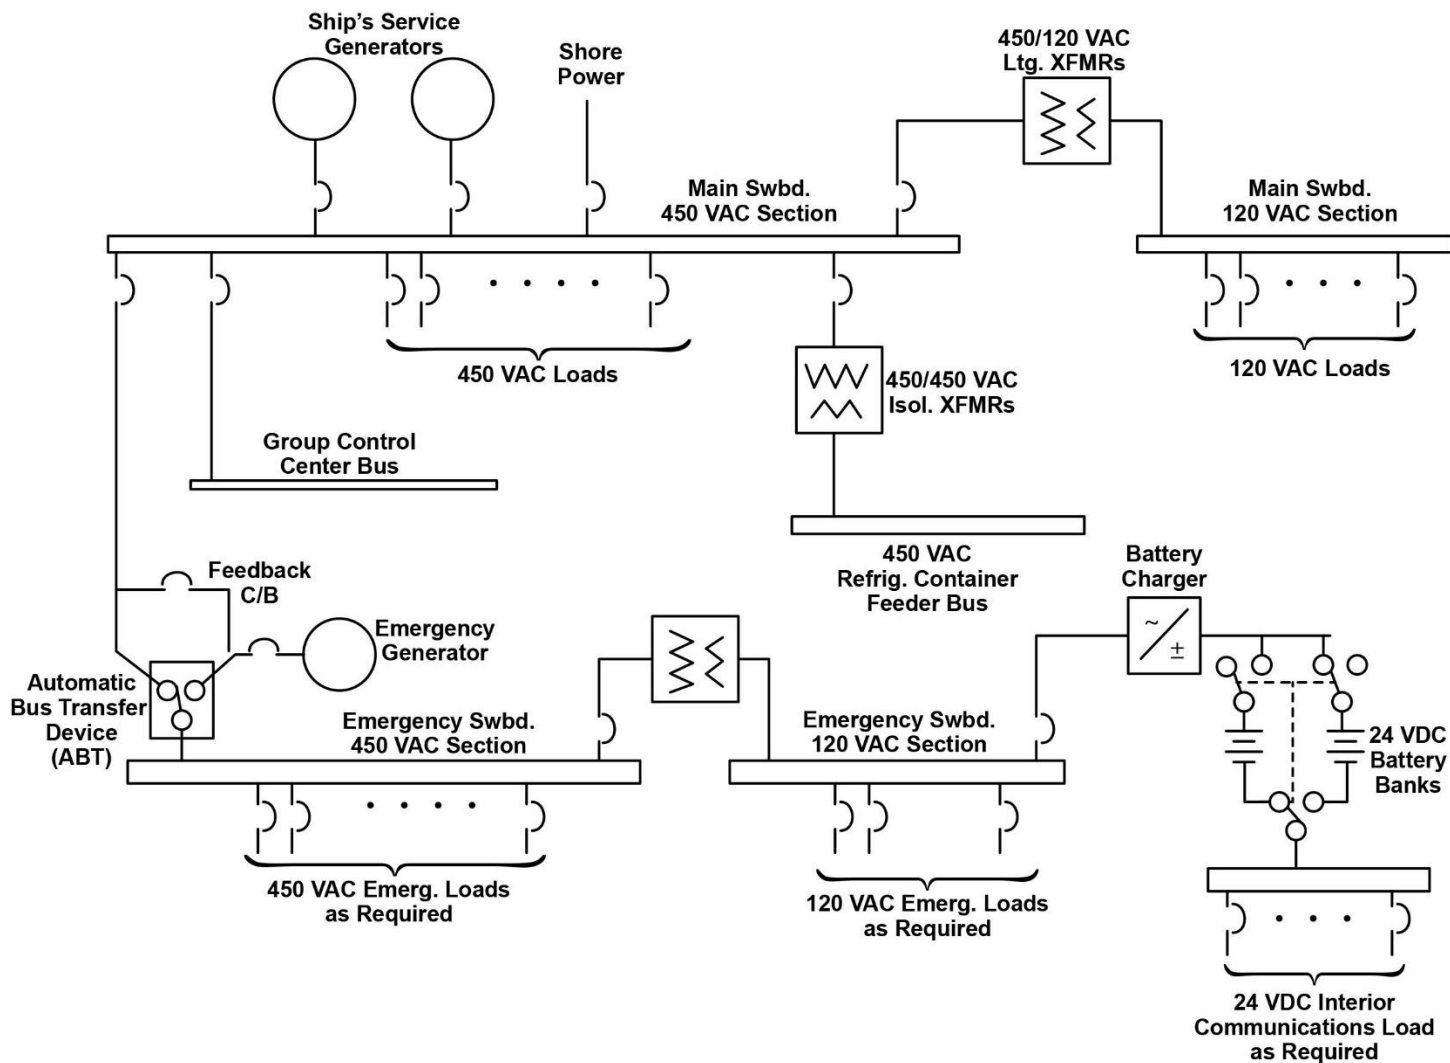 Ship's Service
Generators
Shore
Power
450/120 VAC
Ltg. XFMRs
Main Swbd.
450 VAC Section
Main Swbd.
120 VAC Section
450 VAC Loads
450/450 VAC
Isol. XFMRs
120 VAC Loads
Group Control
Center Bus
450 VAC
Refrig. Container
Feeder Bus
Battery
Charger
Feedback
C/B
Emergency
Generator
~
±
Automatic
Bus Transfer
Device
(ABT)
Emergency Swbd.
450 VAC Section
Emergency Swbd.
120 VAC Section
24 VDC
Battery
Banks
450 VAC Emerg. Loads
as Required
120 VAC Emerg. Loads
as Required
24 VDC Interior
Communications Load
as Required